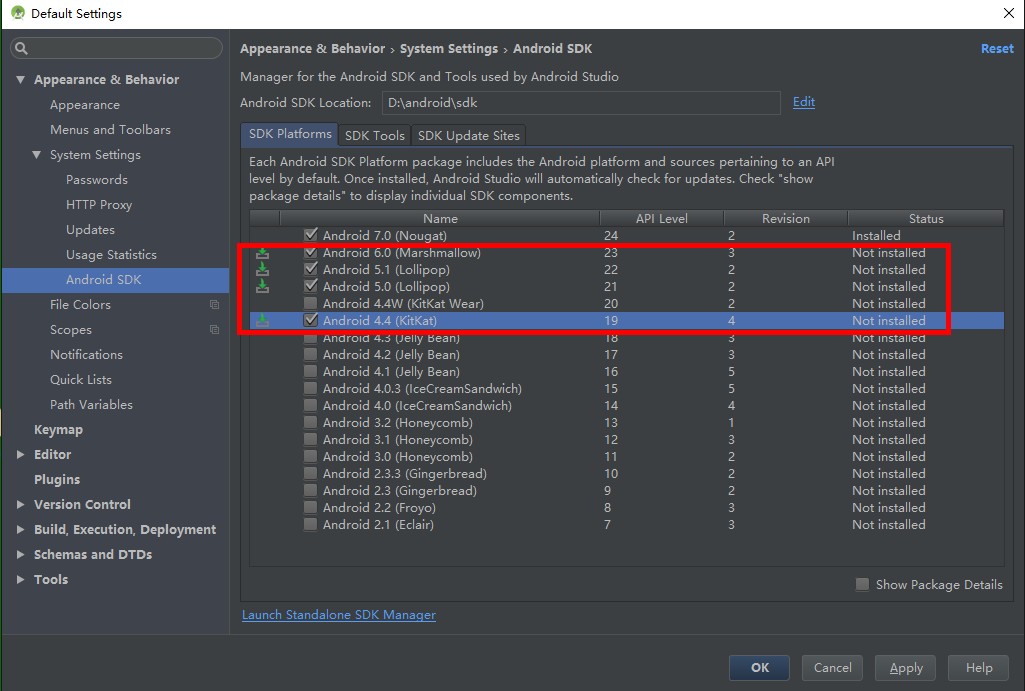 Default Settings
Appearance & Behavior › System Settings › Android SDK
Reset
Manager for the Android SDK and Tools used by Android Studio
Android SDK Location: D:\android\sdk Edit
Appearance & Behavior
Appearance
Menus and Toolbars
System Settings
Passwords
HTTP Proxy
Updates
Usage Statistics
Android SDK
File Colors
Scopes
Notifications
Quick Lists
Path Variables
Keymap
Editor
Plugins
Version Control
Build, Execution, Deployment
Schemas and DTDs
Tools
SDK Platforms SDK Tools SDK Update Sites
Each Android SDK Platform package includes the Android platform and sources pertaining to an API
level by default. Once installed, Android Studio will automatically check for updates. Check "show
package details" to display individual SDK components.
Name API Level Revision Status
Android 7.0 (Nougat) 24 2 Installed
Android 6.0 (Marshmallow) 23 3 Not installed
Android 5.1 (Lollipop) 22 2 Not installed
Android 5.0 (Lollipop) 21 2 Not installed
Android 4.4W (KitKat Wear) 20 2 Not installed
Android 4.4 (KitKat) 19 4 Not installed
Android 4.3 (Jelly Bean) 18 3 Not installed
Android 4.2 (Jelly Bean) 17 3 Not installed
Android 4.1 (Jelly Bean) 16 5 Not installed
Android 4.0.3 (IceCreamSandwich) 15 5 Not installed
Android 4.0 (IceCreamSandwich) 14 4 Not installed
Android 3.2 (Honeycomb) 13 1 Not installed
Android 3.1 (Honeycomb) 12 3 Not installed
Android 3.0 (Honeycomb) 11 2 Not installed
Android 2.3.3 (Gingerbread) 10 2 Not installed
Android 2.3 (Gingerbread) 9 2 Not installed
Android 2.2 (Froyo) 8 3 Not installed
Android 2.1 (Eclair) 7 3 Not installed
Show Package Details
Launch Standalone SDK Manager
OK Cancel Apply Help